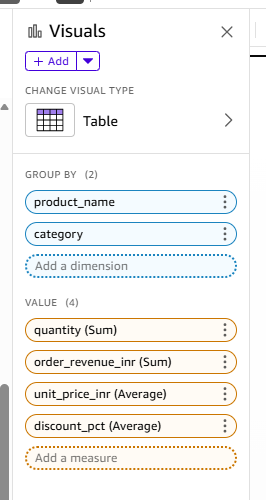 Visuals
+ Add
CHANGE VISUAL TYPE
Table
GROUP BY (2)
product_name
category
Add a dimension
VALUE (4)
quantity (Sum)
order_revenue_inr (Sum)
unit_price_inr (Average)
discount_pct (Average)
Add a measure